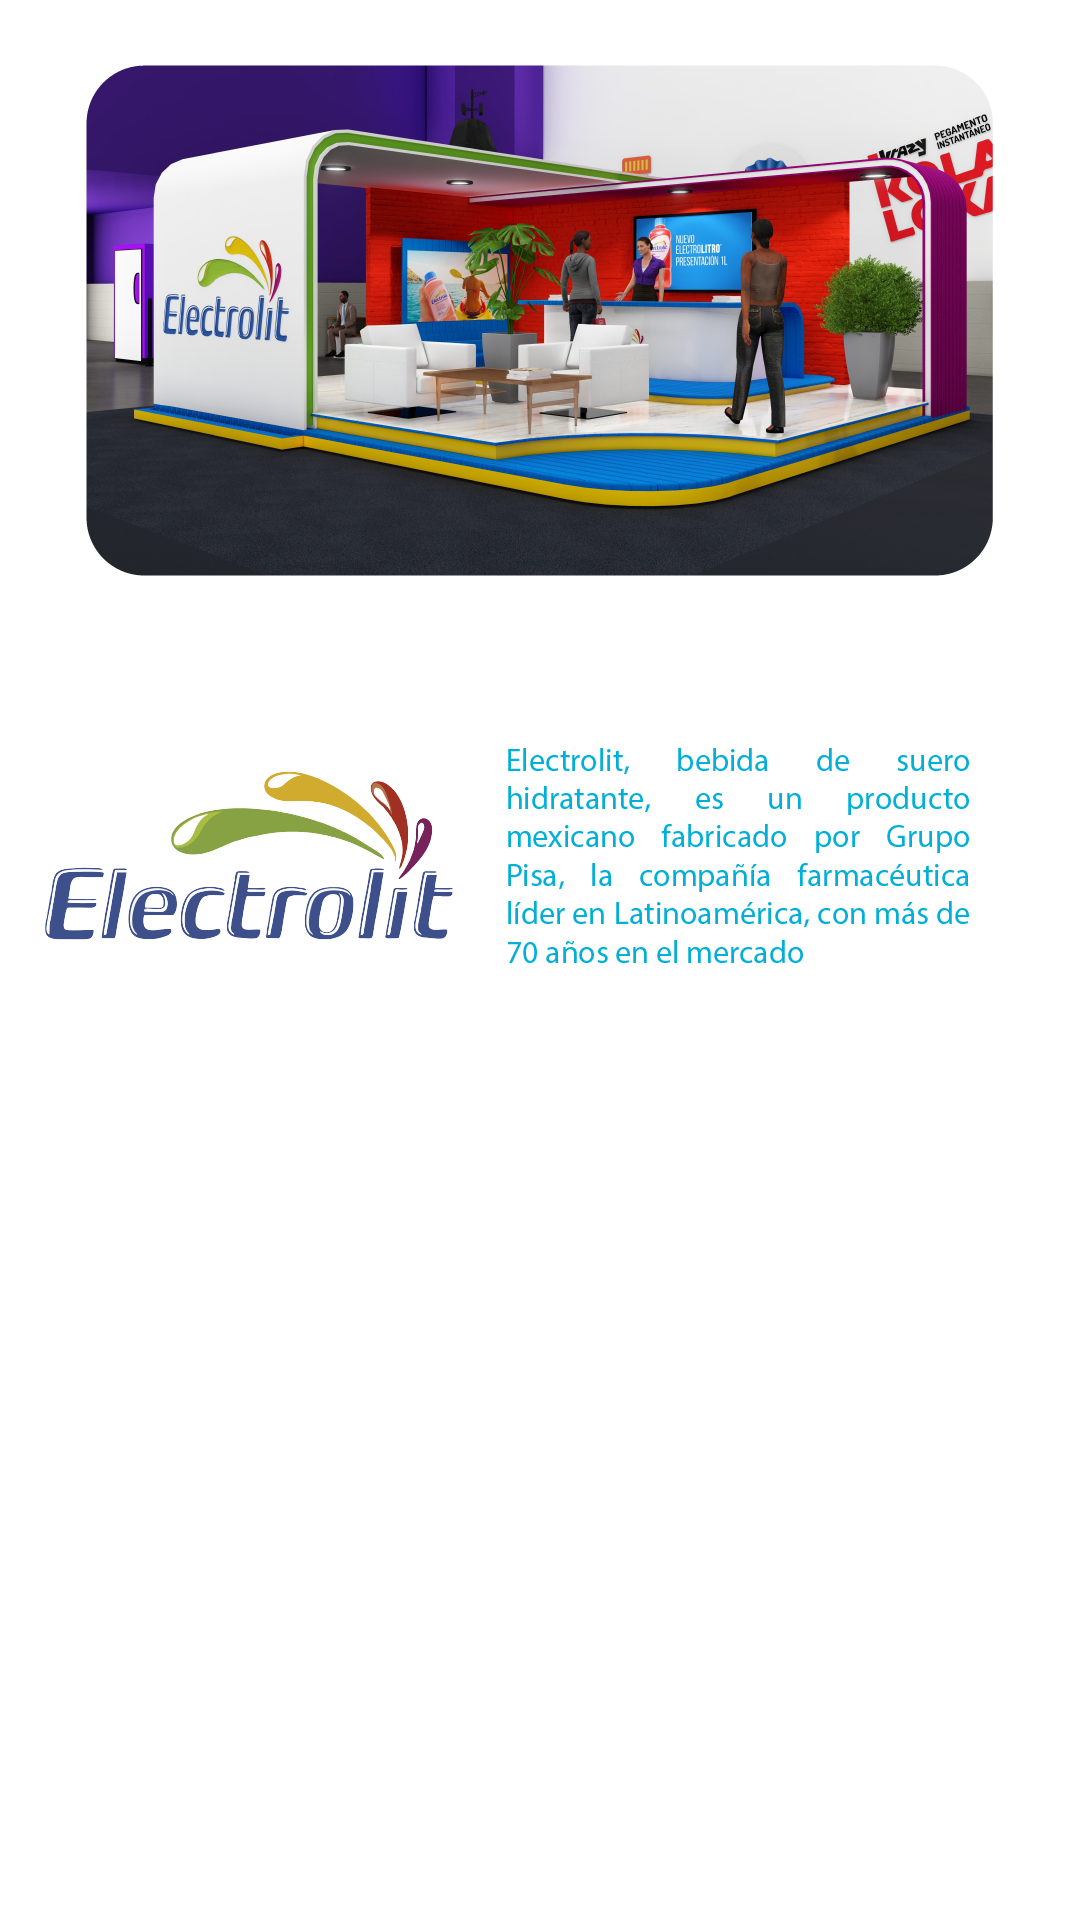 Krazy PEGAMENTO
INSTANTÁNEO
KOLA
LOKA
Electrolit
NUEVO
ELECTROLITRO
PRESENTACIÓN 1L
Electrolit
Electrolit, bebida de suero
hidratante, es un producto
mexicano fabricado por Grupo
Pisa, la compañía farmacéutica
líder en Latinoamérica, con más de
70 años en el mercado